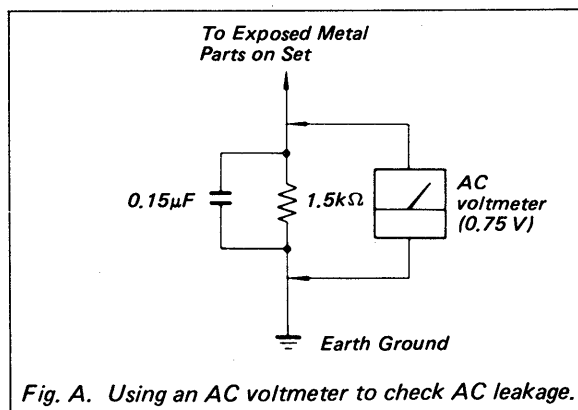 To Exposed Metal
Parts on Set
0.15μF
1.5kΩ
AC
voltmeter
(0.75 V)
Earth Ground
Fig. A. Using an AC voltmeter to check AC leakage.